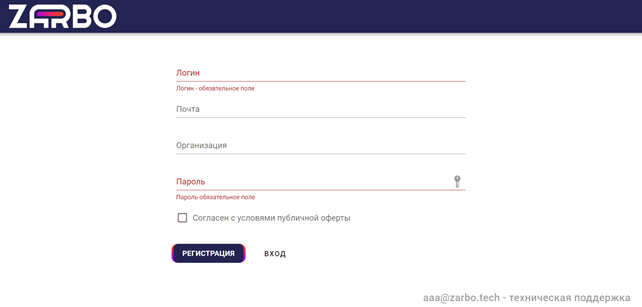 ZARBO
Логин
Логин - обязательное поле
Почта
Организация
Пароль
Пароль обязательное поле
Согласен с условиями публичной оферты
РЕГИСТРАЦИЯ ВХОД
aaa@zarbo.tech - техническая поддержка